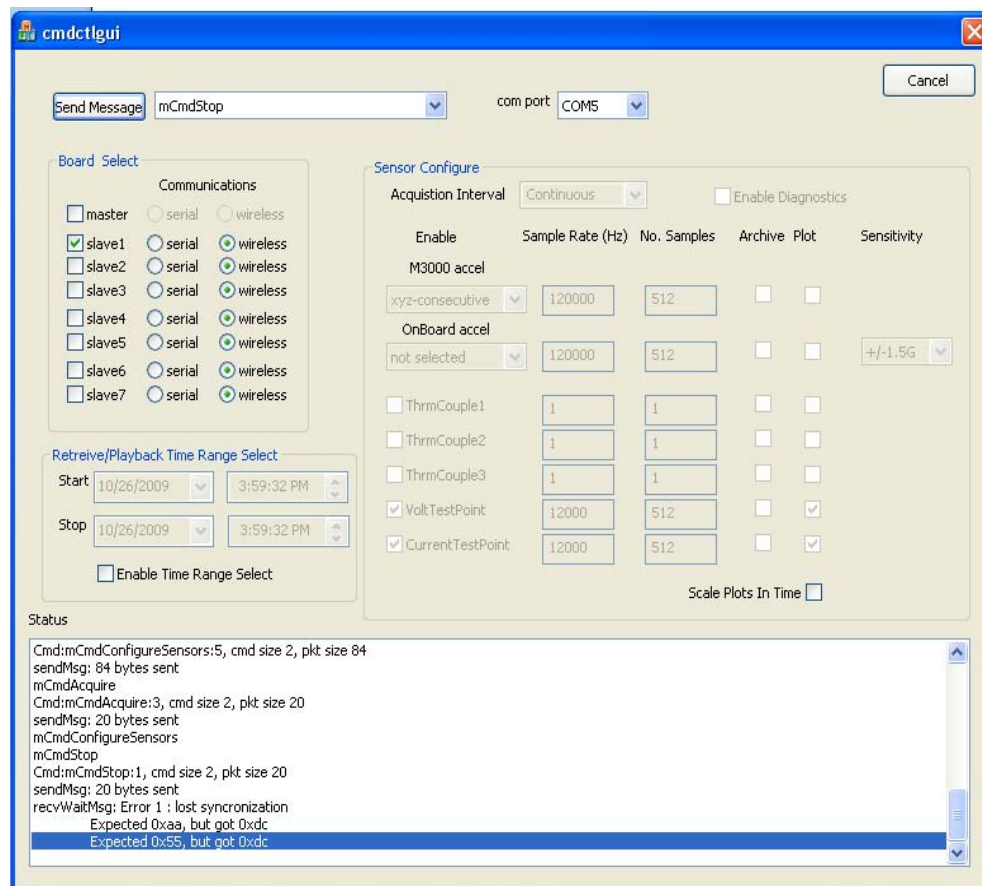 cmdctlgui
Cancel
Send Message mCmdStop com port COM5
Board Select
Communications
master serial wireless
slave1 serial wireless
slave2 serial wireless
slave3 serial wireless
slave4 serial wireless
slave5 serial wireless
slave6 serial wireless
slave7 serial wireless
Retreive/Playback Time Range Select
Start 10/26/2009 3:59:32 PM
Stop 10/26/2009 3:59:32 PM
Enable Time Range Select
Sensor Configure
Acquistion Interval Continuous Enable Diagnostics
Enable Sample Rate (Hz) No. Samples Archive Plot Sensitivity
M3000 accel
xyz-consecutive 120000 512
OnBoard accel
not selected 120000 512 +/-1.5G
ThrmCouple1 1 1
ThrmCouple2 1 1
ThrmCouple3 1 1
VoltTestPoint 12000 512
CurrentTestPoint 12000 512
Scale Plots In Time
Status
Cmd:mCmdConfigureSensors:5, cmd size 2, pkt size 84
sendMsg: 84 bytes sent
mCmdAcquire
Cmd:mCmdAcquire:3, cmd size 2, pkt size 20
sendMsg: 20 bytes sent
mCmdConfigureSensors
mCmdStop
Cmd:mCmdStop:1, cmd size 2, pkt size 20
sendMsg: 20 bytes sent
recvWaitMsg: Error 1 : lost syncronization
Expected 0xaa, but got 0xdc
Expected 0x55, but got 0xdc